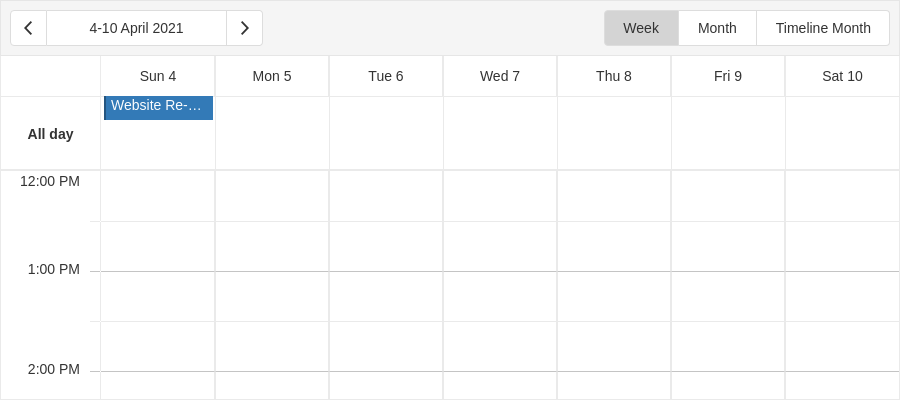 4-10 April 2021
Week Month Timeline Month
Sun 4 Mon 5 Tue 6 Wed 7 Thu 8 Fri 9 Sat 10
Website Re-…
All day
12:00 PM
1:00 PM
2:00 PM